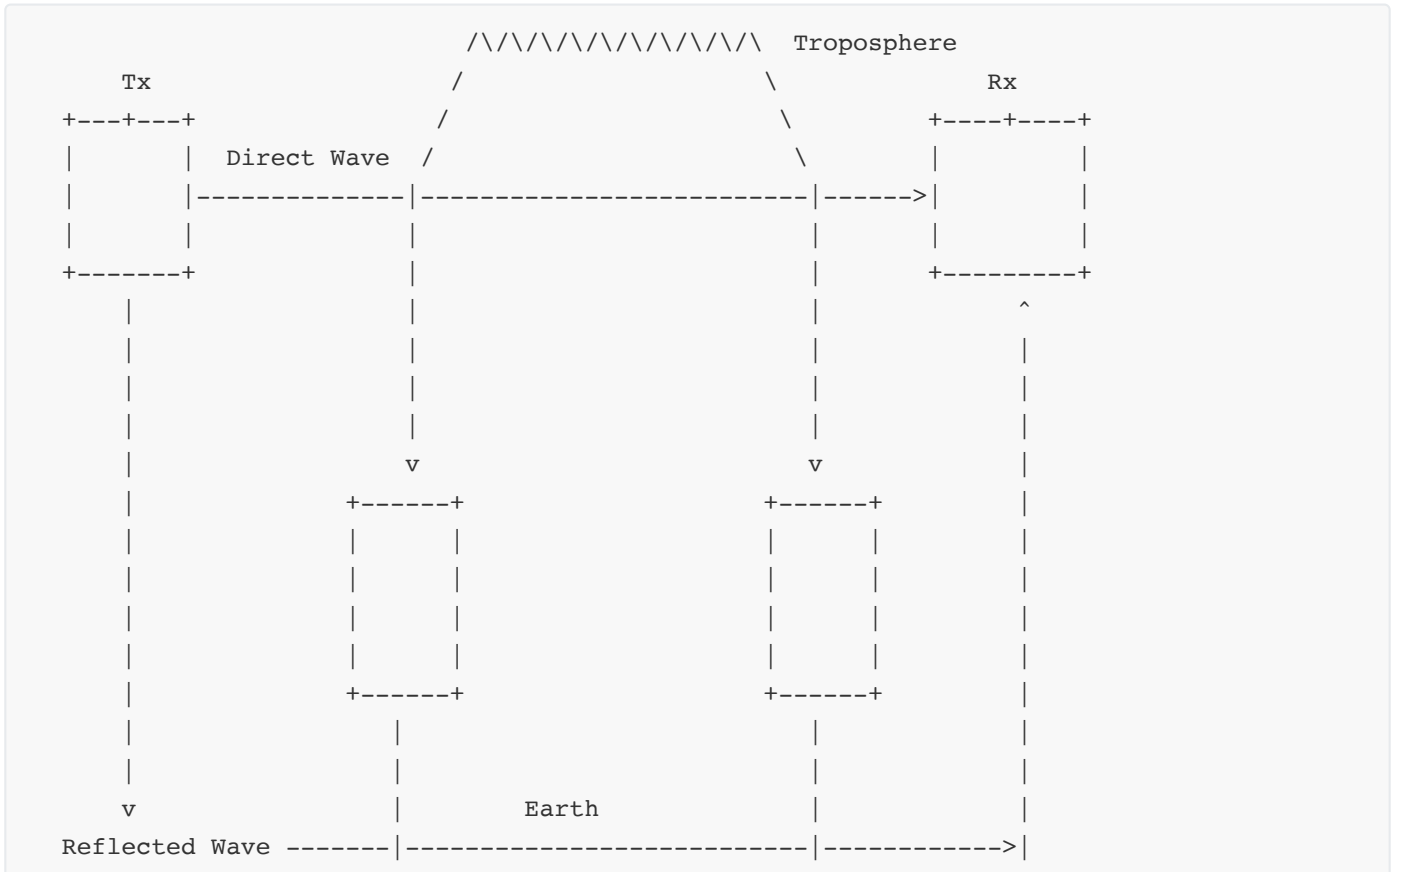 /\/\/\/\/\/\/\/\/\/\  Troposphere
Tx / \ Rx
+---+---+ / \ +----+----+
| | Direct Wave / \ | |
| |--------------|--------------------------|------>| |
| | | | | |
+-------+ | | +---------+
| | | ^
| | | |
| | | |
| | | |
| v v |
| +------+ +------+ |
| | | | | |
| | | | | |
| | | | | |
| | | | | |
| +------+ +------+ |
| | | |
| | | |
v | Earth | |
Reflected Wave -------|---------------------------|------------>|